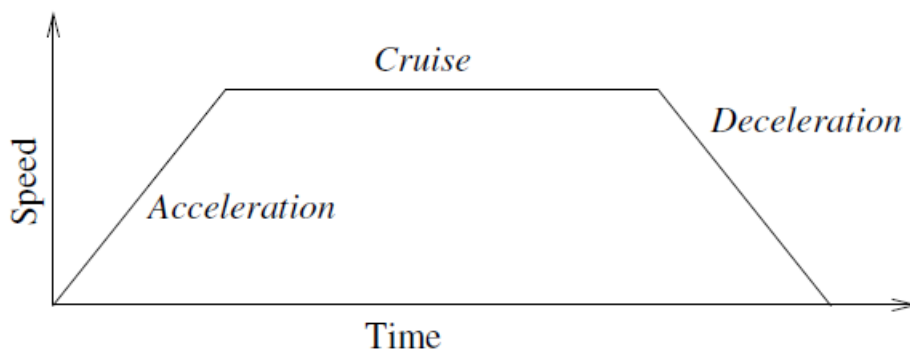 Cruise
Deceleration
Speed
Acceleration
Time